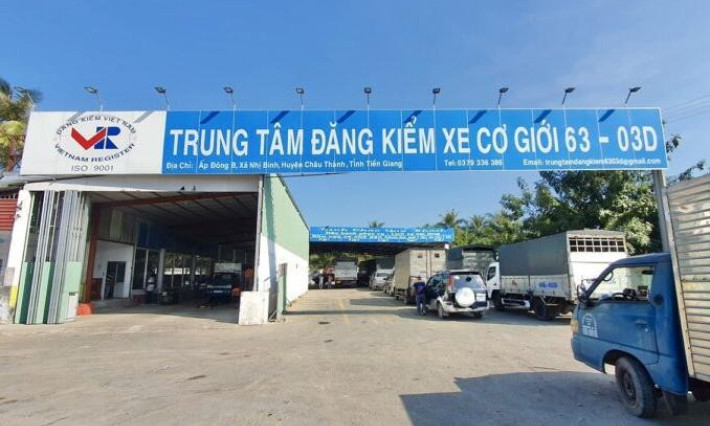 ĐĂNG KIỂM VIỆT NAM
VR
VIETNAM REGISTER
ISO 9001
TRUNG TÂM ĐĂNG KIỂM XE CƠ GIỚI 63 - 03D
Địa Chỉ: Ấp Đông B, Xã Nhị Bình, Huyện Châu Thành, Tỉnh Tiền Giang Tel: 0379 336 386 Email: trungtamdangkiem6303d@gmail.com